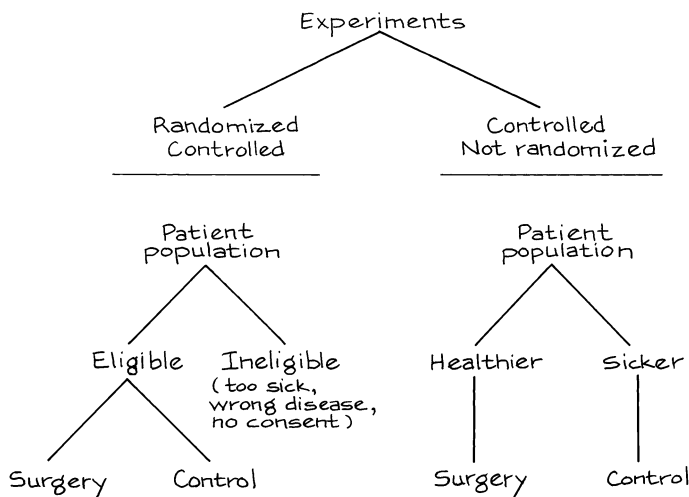 Experiments
Randomized
Controlled
Controlled
Not randomized
Patient
population
Patient
population
Eligible
Ineligible
(too sick,
wrong disease,
no consent)
Healthier
Sicker
Surgery
Control
Surgery
Control